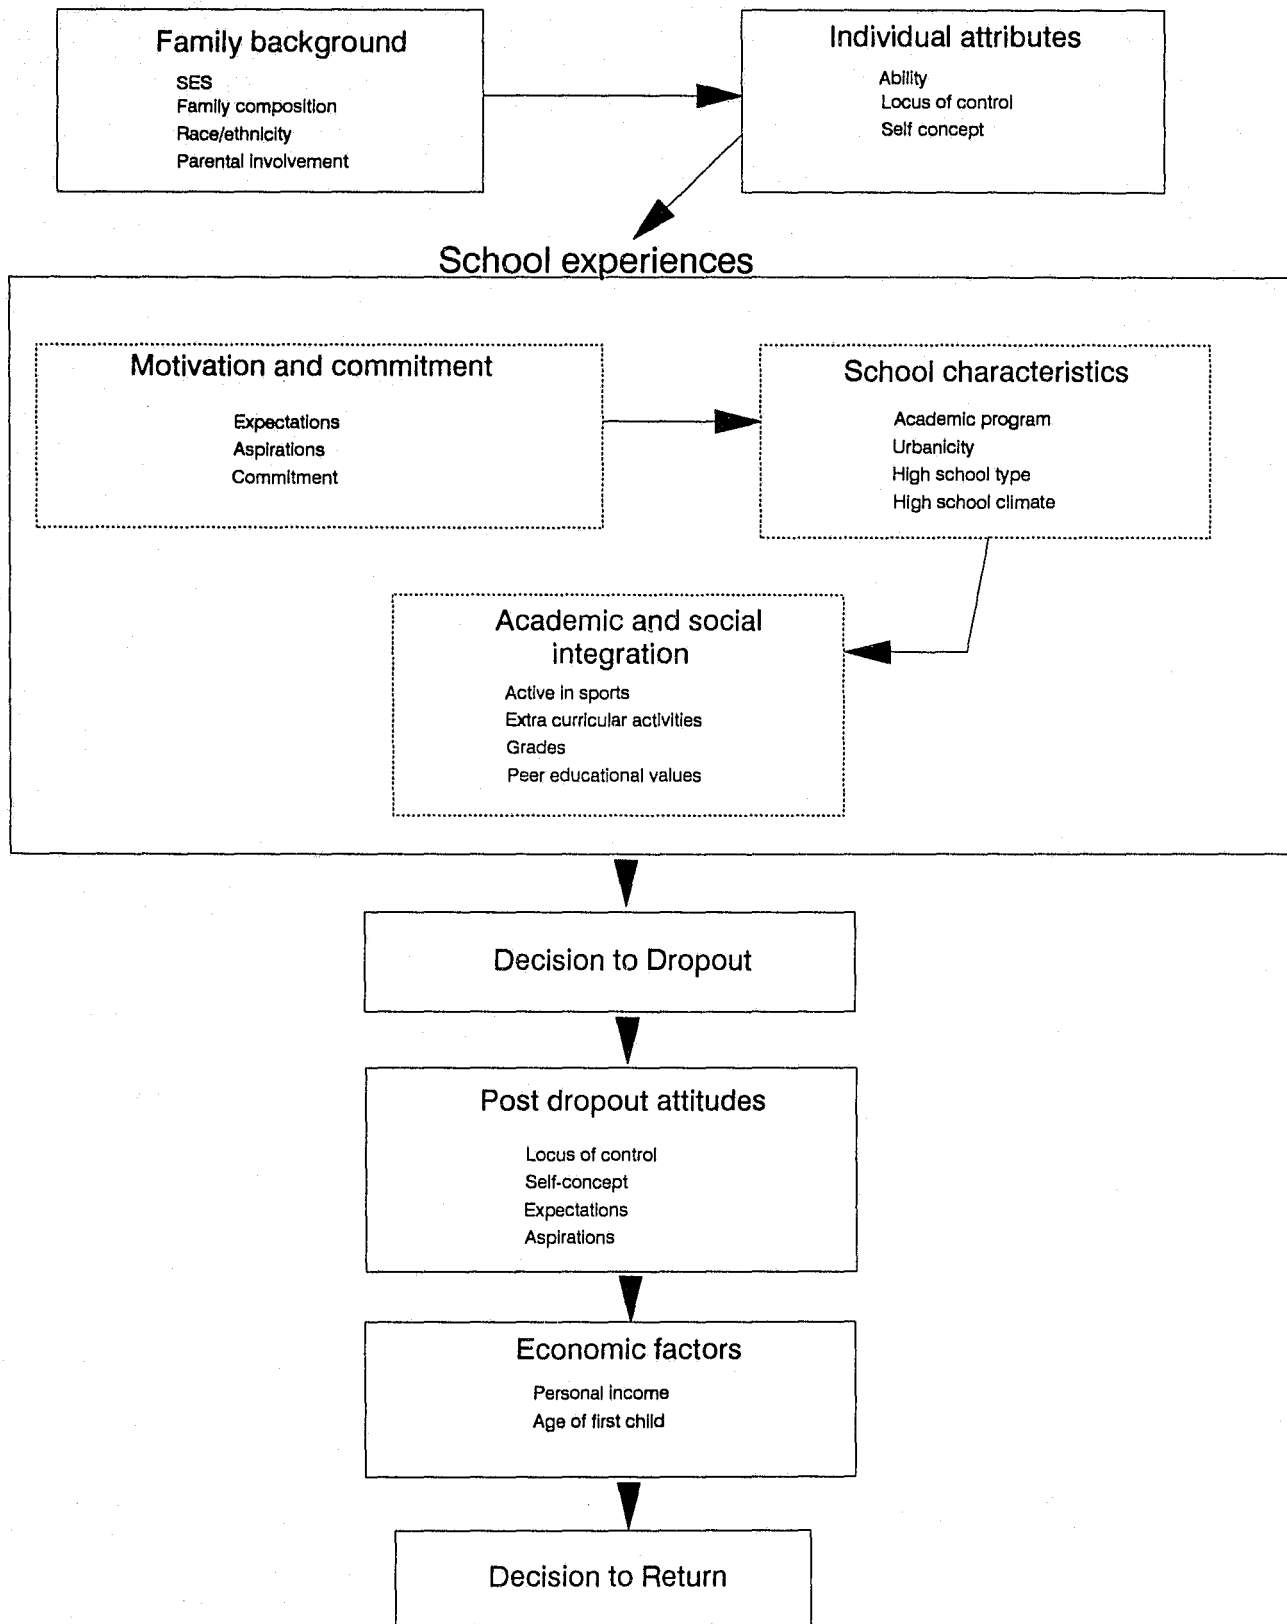 Family background
SES
Family composition
Race/ethnicity
Parental involvement
Individual attributes
Ability
Locus of control
Self concept
School experiences
Motivation and commitment
Expectations
Aspirations
Commitment
School characteristics
Academic program
Urbanicity
High school type
High school climate
Academic and social
integration
Active in sports
Extra curricular activities
Grades
Peer educational values
Decision to Dropout
Post dropout attitudes
Locus of control
Self-concept
Expectations
Aspirations
Economic factors
Personal income
Age of first child
Decision to Return